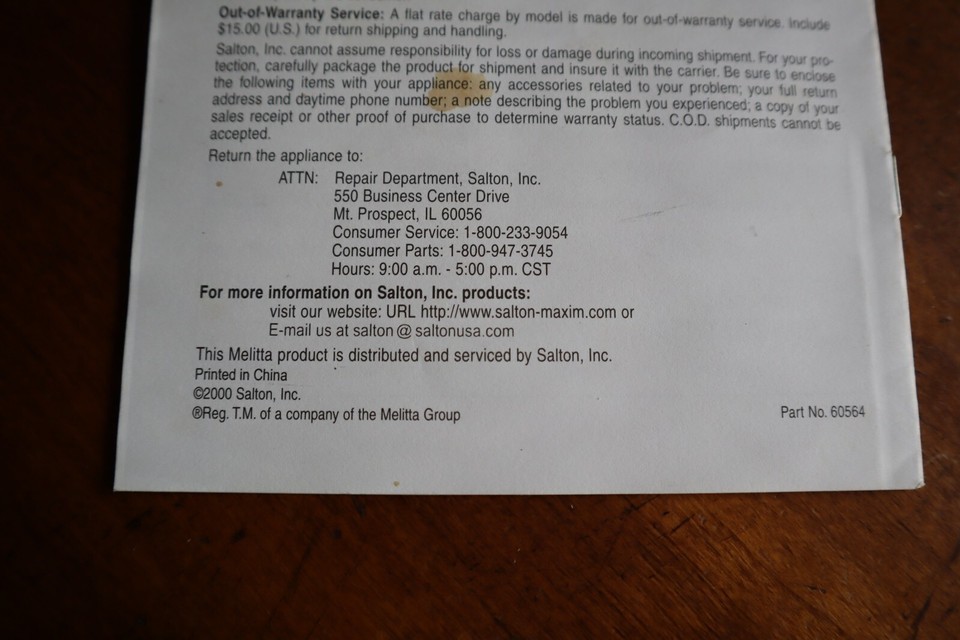 Out-of-Warranty Service: A flat rate charge by model is made for out-of-warranty service. Include
$15.00 (U.S.) for return shipping and handling.
Salton, Inc. cannot assume responsibility for loss or damage during incoming shipment. For your pro-
tection, carefully package the product for shipment and insure it with the carrier. Be sure to enclose
the following items with your appliance: any accessories related to your problem; your full return
address and daytime phone number; a note describing the problem you experienced; a copy of your
sales receipt or other proof of purchase to determine warranty status. C.O.D. shipments cannot be
accepted.
Return the appliance to:
ATTN: Repair Department, Salton, Inc.
550 Business Center Drive
Mt. Prospect, IL 60056
Consumer Service: 1-800-233-9054
Consumer Parts: 1-800-947-3745
Hours: 9:00 a.m. - 5:00 p.m. CST
For more information on Salton, Inc. products:
visit our website: URL http://www.salton-maxim.com or
E-mail us at salton @ saltonusa.com
This Melitta product is distributed and serviced by Salton, Inc.
Printed in China
©2000 Salton, Inc.
®Reg. T.M. of a company of the Melitta Group
Part No. 60564